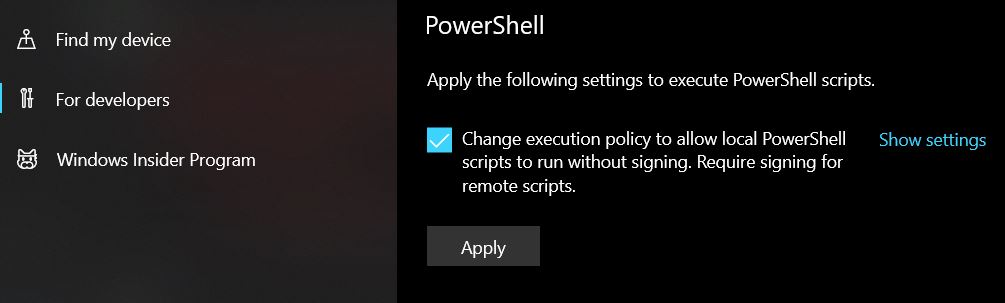 Find my device
For developers
Windows Insider Program
PowerShell
Apply the following settings to execute PowerShell scripts.
Change execution policy to allow local PowerShell
scripts to run without signing. Require signing for
remote scripts.
Show settings
Apply